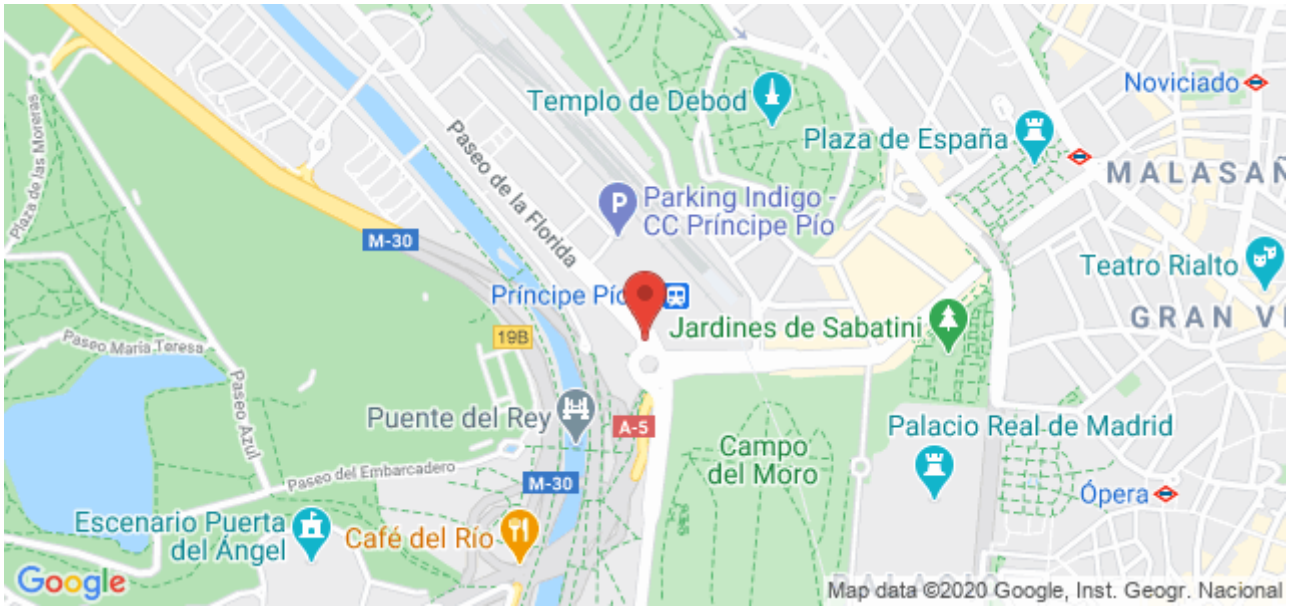 Noviciado
Templo de Debod
Plaza de España
MALASAÑ
Plaza de las Moreras
Paseo de la Florida
Parking Indigo -
CC Príncipe Pío
M-30
Teatro Rialto
Príncipe Pío
GRAN V
Jardines de Sabatini
19B
Paseo María Teresa
Paseo Azul
Puente del Rey
A-5
Palacio Real de Madrid
Campo
del Moro
Paseo del Embarcadero
M-30
Ópera
Escenario Puerta
del Ángel
Café del Río
Google
Map data ©2020 Google, Inst. Geogr. Nacional